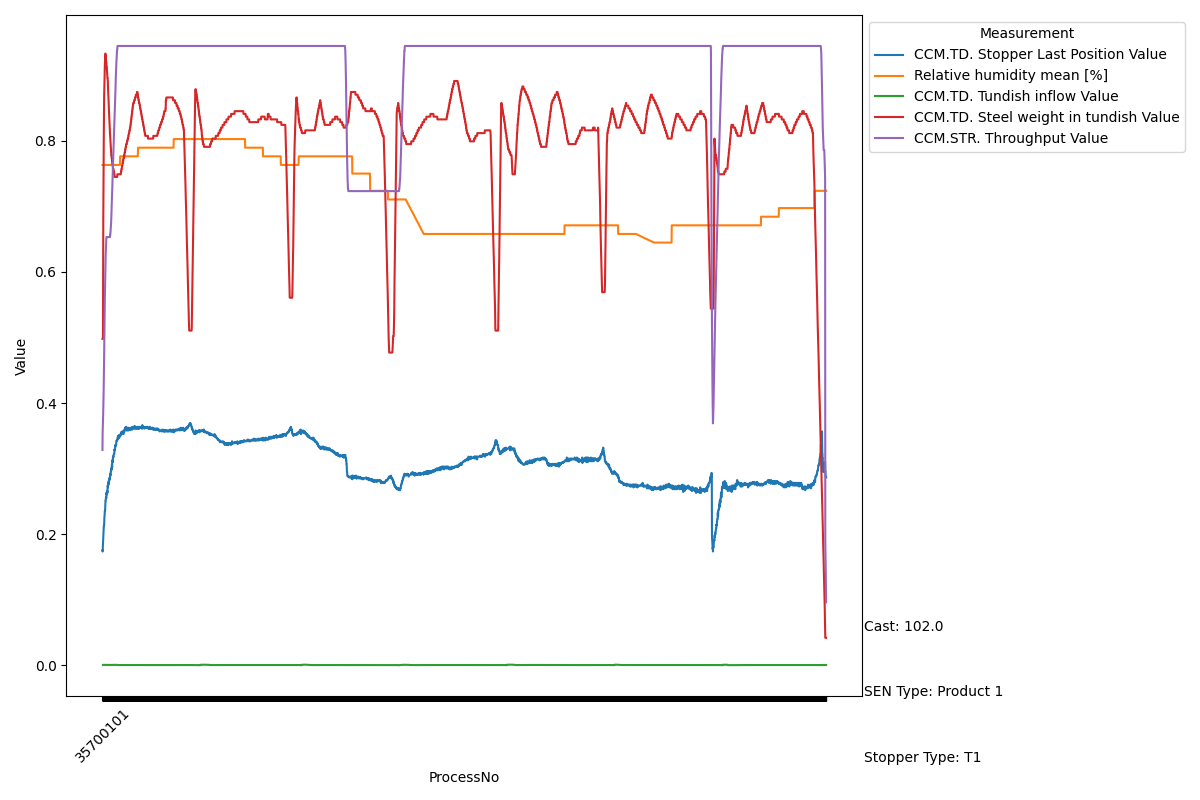 Measurement
CCM.TD. Stopper Last Position Value
Relative humidity mean [%]
CCM.TD. Tundish inflow Value
CCM.TD. Steel weight in tundish Value
CCM.STR. Throughput Value
0.8
0.6
0.4
0.2
0.0
Value
35700101
ProcessNo
Cast: 102.0
SEN Type: Product 1
Stopper Type: T1